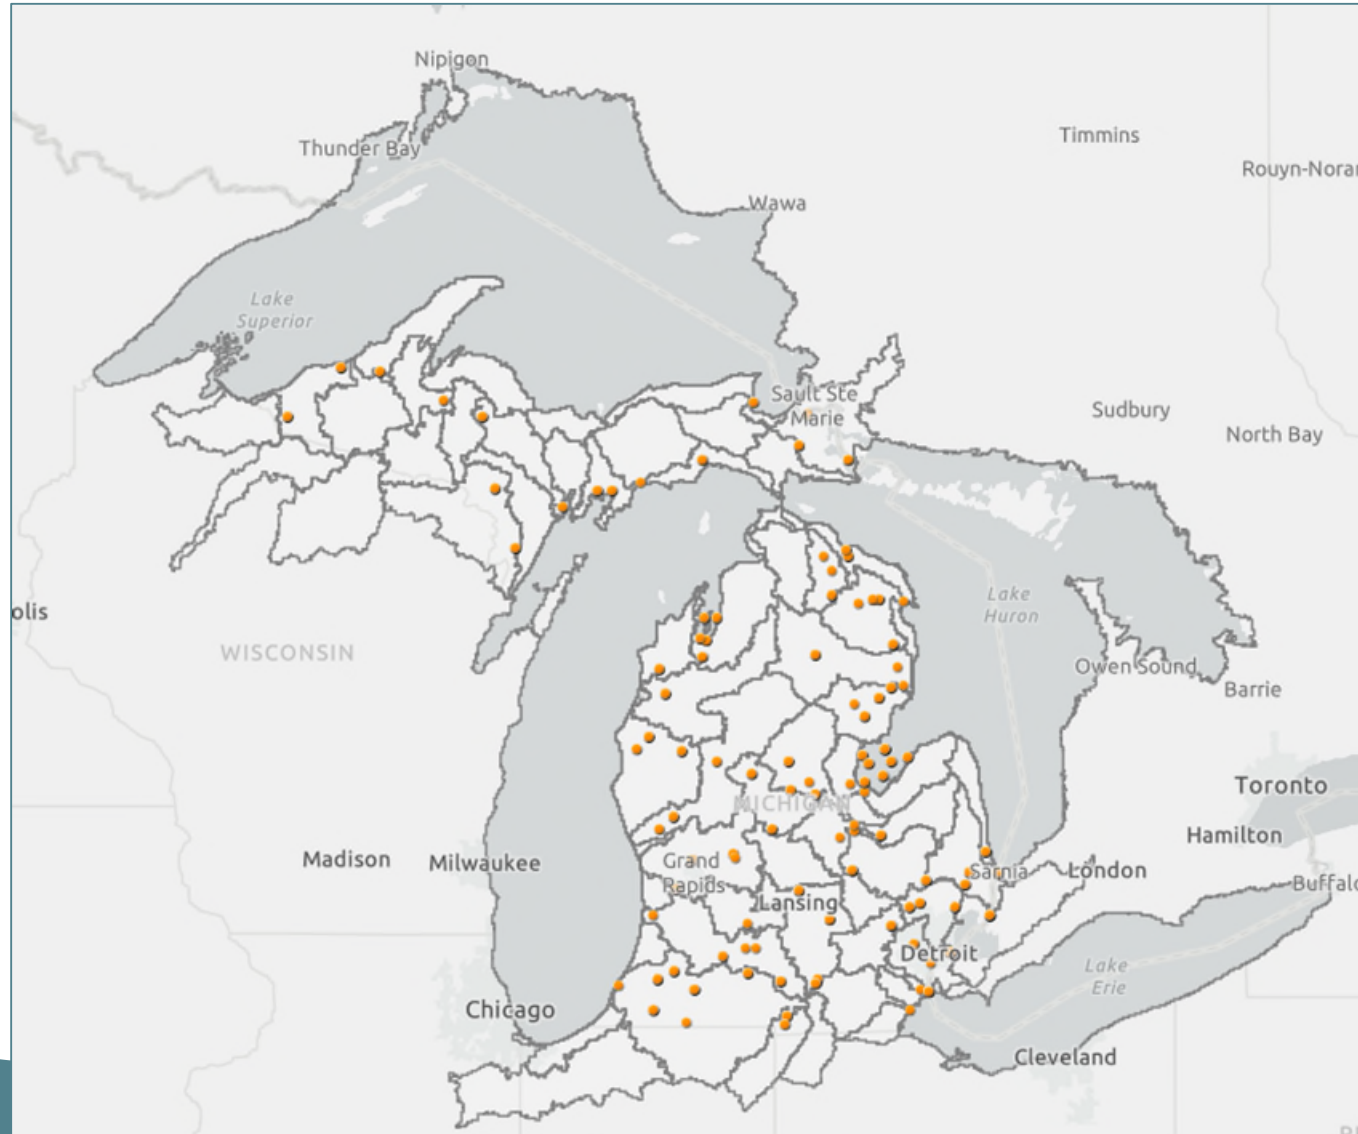 Nipigon
Timmins
Thunder Bay
Rouyn-Noran
Wawa
Lake
Superior
Sault Ste
Marie
Sudbury
North Bay
Lake
Huron
olis
WISCONSIN
Owen Sound
Barrie
Toronto
MICHIGAN
Hamilton
Madison
Milwaukee
Grand
Rapids
Sarnia
London
Buffalo
Lansing
Detroit
Lake
Erie
Chicago
Cleveland